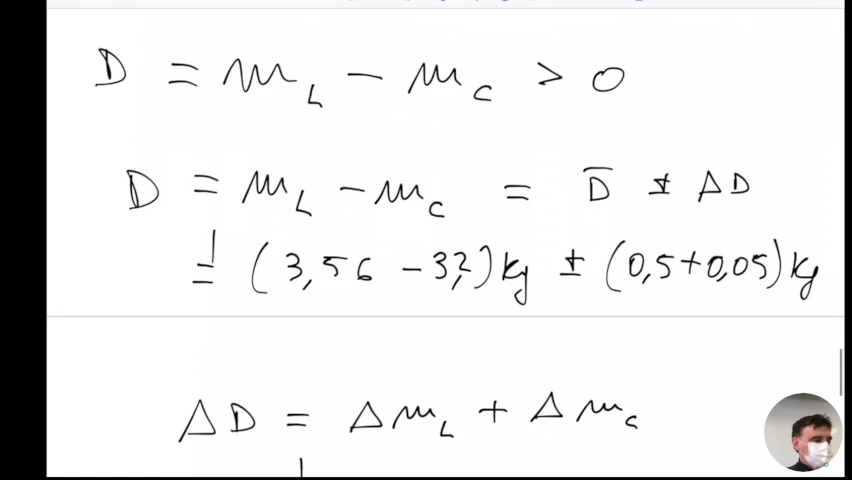 D = m_L - m_C > 0
D = m_L - m_C = D̄ ± ΔD
= (3,56 - 3,2) kg ± (0,5 + 0,05) kg
ΔD = Δm_L + Δm_C